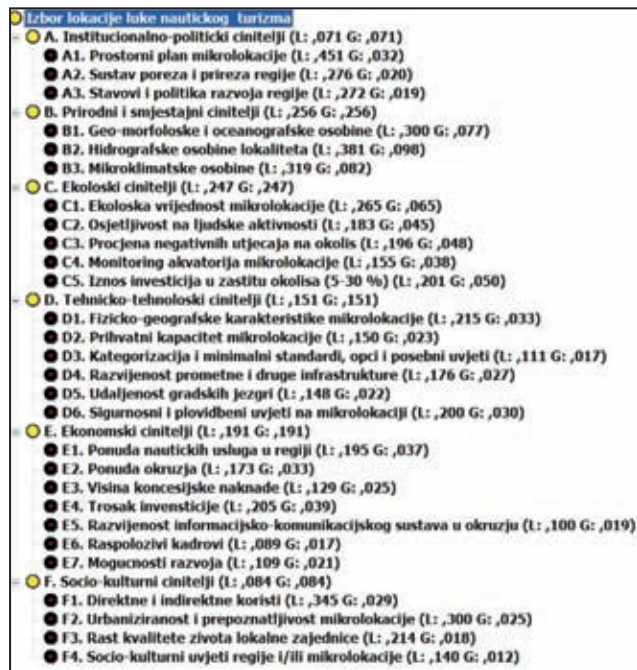 Izbor lokacije luke nautickog turizma
A. Institucionalno-politicki cinitelji (L: ,071 G: ,071)
A1. Prostorni plan mikrolokacije (L: ,451 G: ,032)
A2. Sustav poreza i prireza regije (L: ,276 G: ,020)
A3. Stavovi i politika razvoja regije (L: ,272 G: ,019)
B. Prirodni i smjestajni cinitelji (L: ,256 G: ,256)
B1. Geo-morfoloske i oceanografske osobine (L: ,300 G: ,077)
B2. Hidrografske osobine lokaliteta (L: ,381 G: ,098)
B3. Mikroklimatske osobine (L: ,319 G: ,082)
C. Ekoloski cinitelji (L: ,247 G: ,247)
C1. Ekoloska vrijednost mikrolokacije (L: ,265 G: ,065)
C2. Osjetljivost na ljudske aktivnosti (L: ,183 G: ,045)
C3. Procjena negativnih utjecaja na okolis (L: ,196 G: ,048)
C4. Monitoring akvatorija mikrolokacije (L: ,155 G: ,038)
C5. Iznos investicija u zastitu okolisa (5-30 %) (L: ,201 G: ,050)
D. Tehnicko-tehnoloski cinitelji (L: ,151 G: ,151)
D1. Fizicko-geografske karakteristike mikrolokacije (L: ,215 G: ,033)
D2. Prihvatni kapacitet mikrolokacije (L: ,150 G: ,023)
D3. Kategorizacija i minimalni standardi, opci i posebni uvjeti (L: ,111 G: ,017)
D4. Razvijenost prometne i druge infrastrukture (L: ,176 G: ,027)
D5. Udaljenost gradskih jezgri (L: ,148 G: ,022)
D6. Sigurnosni i plovidbeni uvjeti na mikrolokaciji (L: ,200 G: ,030)
E. Ekonomski cinitelji (L: ,191 G: ,191)
E1. Ponuda nautickih usluga u regiji (L: ,195 G: ,037)
E2. Ponuda okruzja (L: ,173 G: ,033)
E3. Visina koncesijske naknade (L: ,129 G: ,025)
E4. Trosak invensticije (L: ,205 G: ,039)
E5. Razvijenost informacijsko-komunikacijskog sustava u okruzju (L: ,100 G: ,019)
E6. Raspolozivi kadrovi (L: ,089 G: ,017)
E7. Mogucnosti razvoja (L: ,109 G: ,021)
F. Socio-kulturni cinitelji (L: ,084 G: ,084)
F1. Direktne i indirektne koristi (L: ,345 G: ,029)
F2. Urbaniziranost i prepoznatljivost mikrolokacije (L: ,300 G: ,025)
F3. Rast kvalitete zivota lokalne zajednice (L: ,214 G: ,018)
F4. Socio-kulturni uvjeti regije i/ili mikrolokacije (L: ,140 G: ,012)